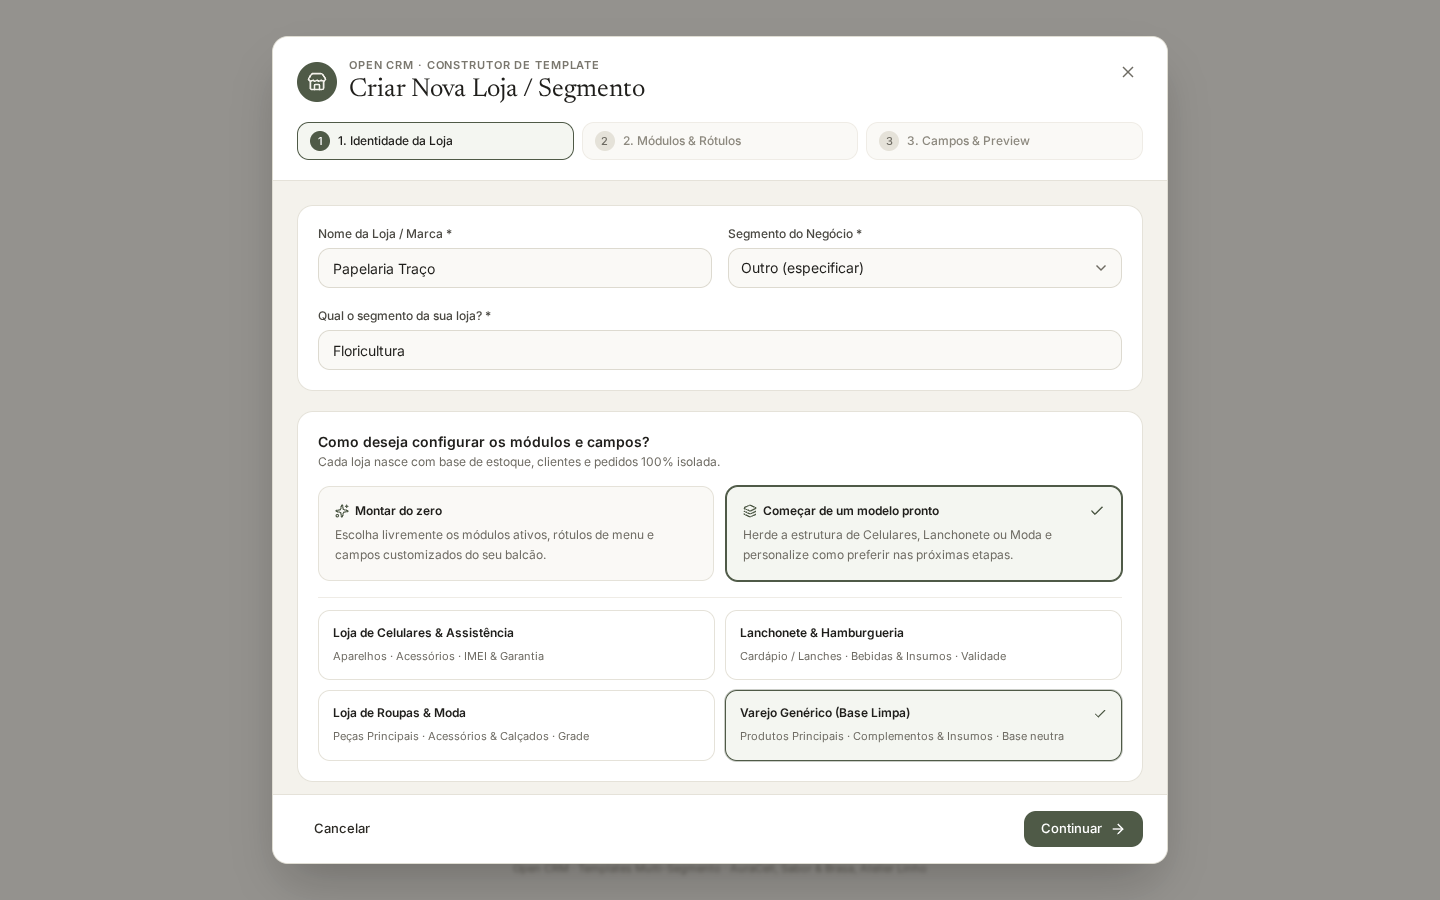 OPEN CRM · CONSTRUTOR DE TEMPLATE
Criar Nova Loja / Segmento
1 1. Identidade da Loja
2 2. Módulos & Rótulos
3 3. Campos & Preview
Nome da Loja / Marca *
Segmento do Negócio *
Papelaria Traço
Outro (especificar)
Qual o segmento da sua loja? *
Floricultura
Como deseja configurar os módulos e campos?
Cada loja nasce com base de estoque, clientes e pedidos 100% isolada.
Montar do zero
Escolha livremente os módulos ativos, rótulos de menu e
campos customizados do seu balcão.
Começar de um modelo pronto
Herde a estrutura de Celulares, Lanchonete ou Moda e
personalize como preferir nas próximas etapas.
Loja de Celulares & Assistência
Aparelhos · Acessórios · IMEI & Garantia
Lanchonete & Hamburgueria
Cardápio / Lanches · Bebidas & Insumos · Validade
Loja de Roupas & Moda
Peças Principais · Acessórios & Calçados · Grade
Varejo Genérico (Base Limpa)
Produtos Principais · Complementos & Insumos · Base neutra
Cancelar
Continuar